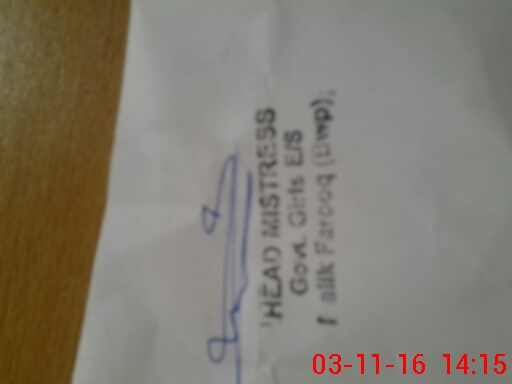 HEAD MISTRESS
Govt. Girls E/S
Farooq (Bwp).
03-11-16 14:15